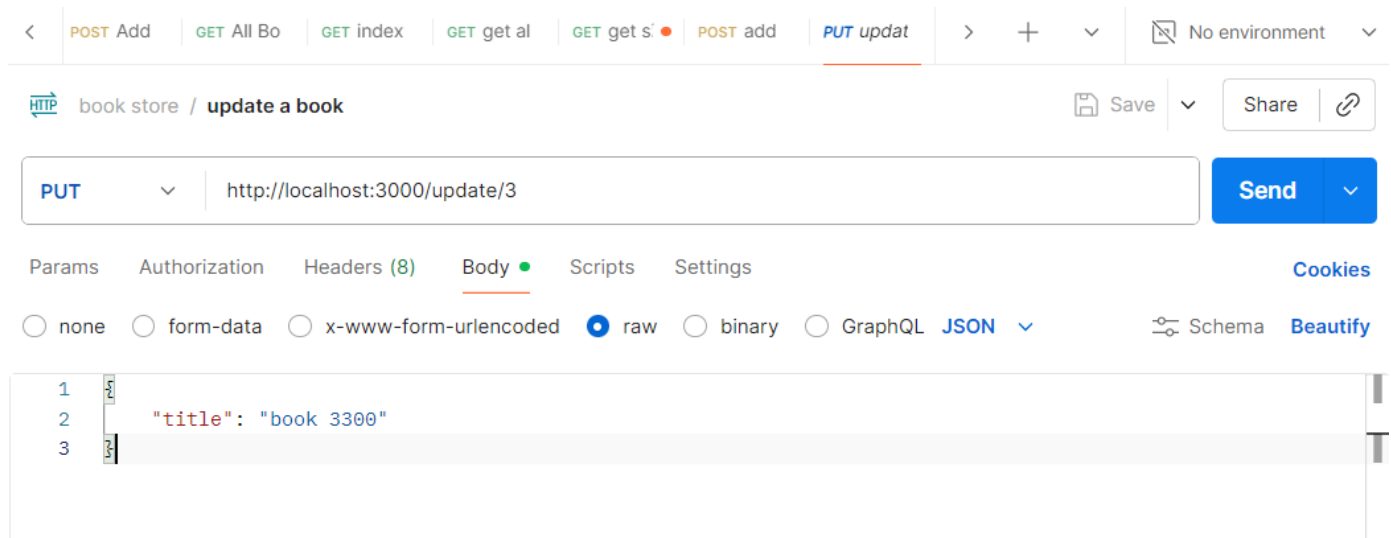 POST Add GET All Bo GET index GET get al GET get s POST add PUT updat No environment
HTTP book store / update a book Save Share
PUT http://localhost:3000/update/3 Send
Params Authorization Headers (8) Body Scripts Settings Cookies
none form-data x-www-form-urlencoded raw binary GraphQL JSON Schema Beautify
1 {
2 "title": "book 3300"
3 }